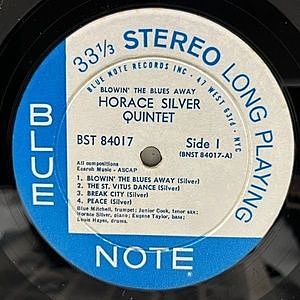 33 1/3 STEREO LONG PLAYING
BLUE NOTE RECORDS INC · 47 WEST 63rd · NYC
BLOWIN' THE BLUES AWAY
HORACE SILVER
QUINTET
BST 84017
Side 1
(BNST 84017-A)
All compositions
Ecaroh Music - ASCAP
1. BLOWIN' THE BLUES AWAY (Silver)
2. THE ST. VITUS DANCE (Silver)
3. BREAK CITY (Silver)
4. PEACE (Silver)
Blue Mitchell, trumpet; Junior Cook, tenor sax;
Horace Silver, piano; Eugene Taylor, bass;
Louis Hayes, drums.
BLUE
NOTE